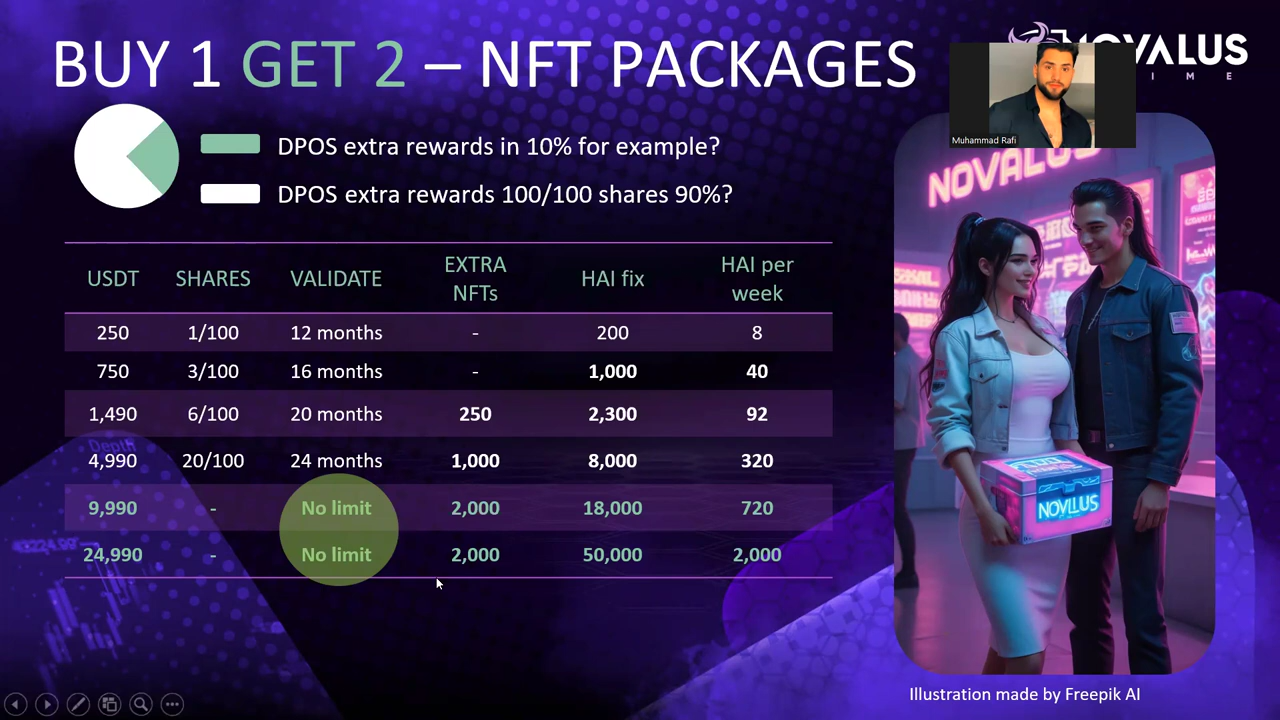 BUY 1 GET 2 – NFT PACKAGES
NOVALUS
I M E
Muhammad Rafi
DPOS extra rewards in 10% for example?
DPOS extra rewards 100/100 shares 90%?
USDT SHARES VALIDATE EXTRA NFTs HAI fix HAI per week
250 1/100 12 months - 200 8
750 3/100 16 months - 1,000 40
1,490 6/100 20 months 250 2,300 92
4,990 20/100 24 months 1,000 8,000 320
9,990 - No limit 2,000 18,000 720
24,990 - No limit 2,000 50,000 2,000
Depth
NOVALUS
NOVLLUS
Illustration made by Freepik AI